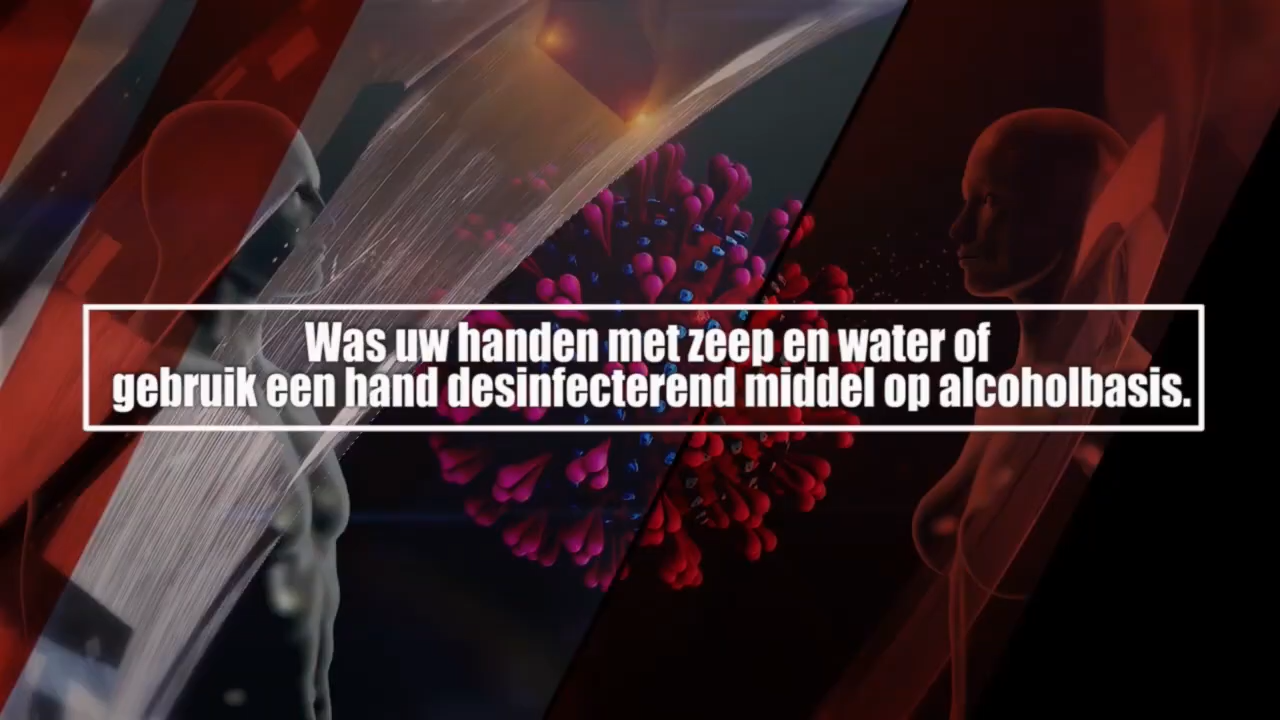 Was uw handen met zeep en water of
gebruik een hand desinfecterend middel op alcoholbasis.